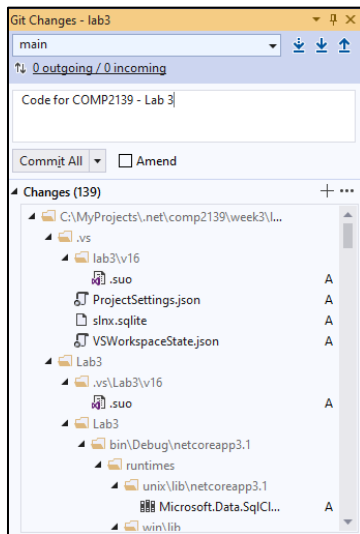 Git Changes - lab3
main
0 outgoing / 0 incoming
Code for COMP2139 - Lab 3
Commit All Amend
Changes (139)
C:\MyProjects\.net\comp2139\week3\l...
.vs
lab3\v16
.suo A
ProjectSettings.json A
slnx.sqlite A
VSWorkspaceState.json A
Lab3
.vs\Lab3\v16
.suo A
Lab3
bin\Debug\netcoreapp3.1
runtimes
unix\lib\netcoreapp3.1
Microsoft.Data.SqlCl... A
win\lib